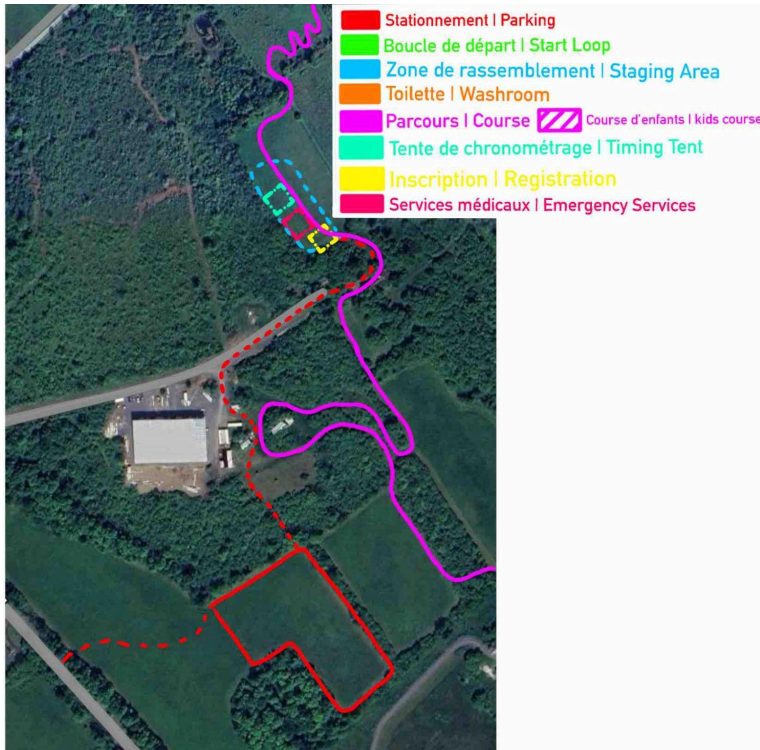 Stationnement | Parking
Boucle de départ | Start Loop
Zone de rassemblement | Staging Area
Toilette | Washroom
Parcours | Course
Course d'enfants | kids course
Tente de chronométrage | Timing Tent
Inscription | Registration
Services médicaux | Emergency Services